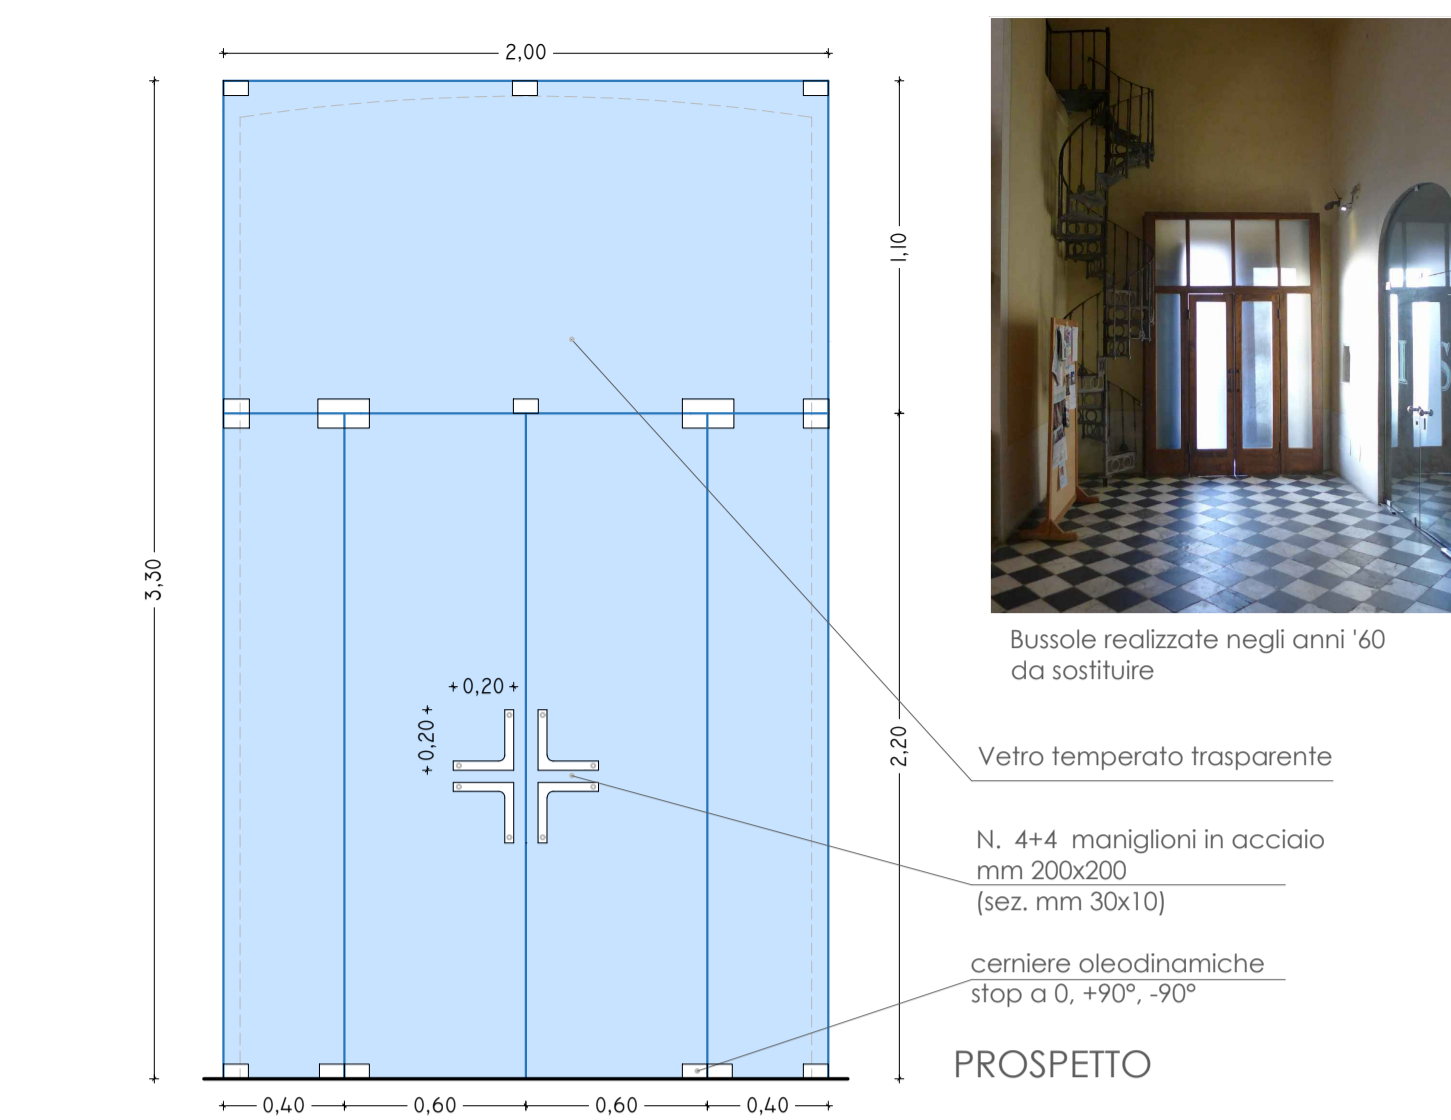 2,00
3,30
1,10
2,20
+0,20+
+0,20+
0,40
0,60
0,60
0,40
Bussole realizzate negli anni '60
da sostituire
Vetro temperato trasparente
N. 4+4 maniglioni in acciaio
mm 200x200
(sez. mm 30x10)
cerniere oleodinamiche
stop a 0, +90°, -90°
PROSPETTO